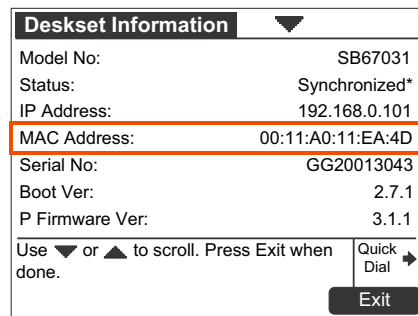 Deskset Information
Model No: SB67031
Status: Synchronized*
IP Address: 192.168.0.101
MAC Address: 00:11:A0:11:EA:4D
Serial No: GG20013043
Boot Ver: 2.7.1
P Firmware Ver: 3.1.1
Use or to scroll. Press Exit when
done.
Quick
Dial
Exit